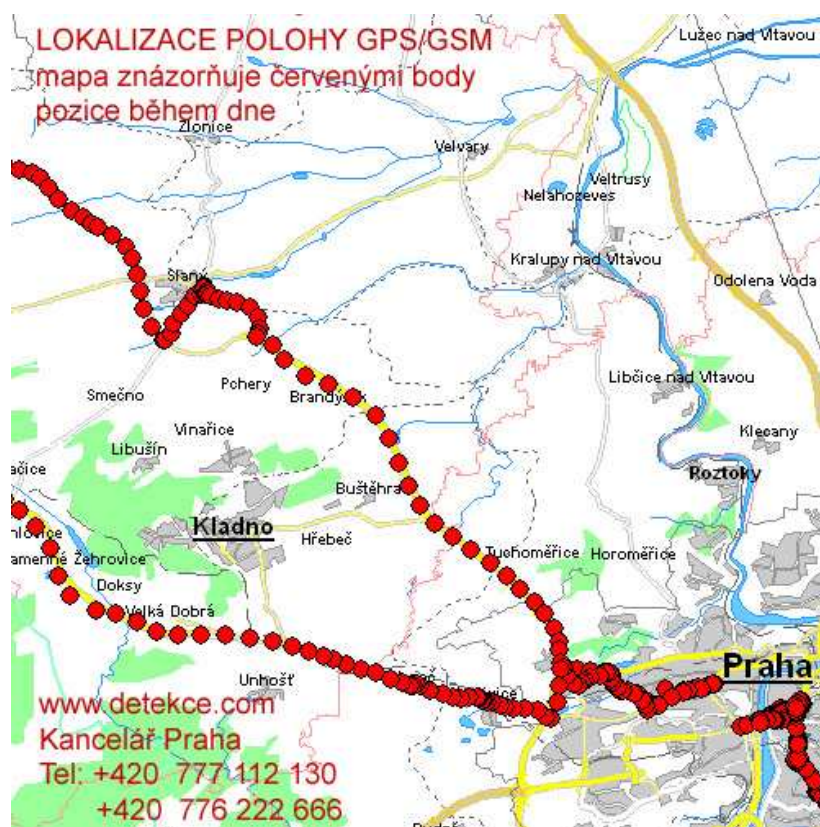 LOKALIZACE POLOHY GPS/GSM
mapa znázorňuje červenými body
pozice během dne
Lužec nad Vltavou
Zlonice
Velvary
Veltrusy
Nelahozeves
Slaný
Kralupy nad Vltavou
Odolena Voda
Pchery
Smečno
Libčice nad Vltavou
Vinařice
Libušín
Klecany
Roztoky
Buštěhra
Kladno
Hřebeč
Tuchoměřice
Horoměřice
amenné Žehrovice
Doksy
Velká Dobrá
Praha
Unhošť
www.detekce.com
Kancelář Praha
Tel: +420 777 112 130
+420 776 222 666